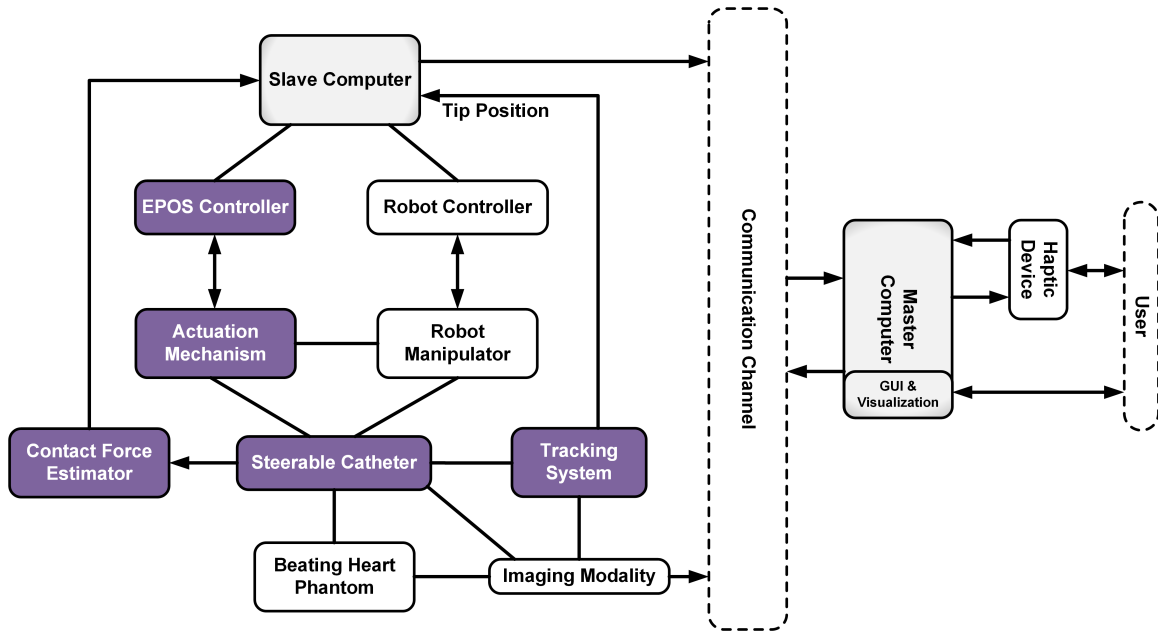 Slave Computer
Tip Position
EPOS Controller
Robot Controller
Actuation
Mechanism
Robot
Manipulator
Contact Force
Estimator
Steerable Catheter
Tracking
System
Beating Heart
Phantom
Imaging Modality
Communication Channel
Master
Computer
GUI &
Visualization
Haptic
Device
User